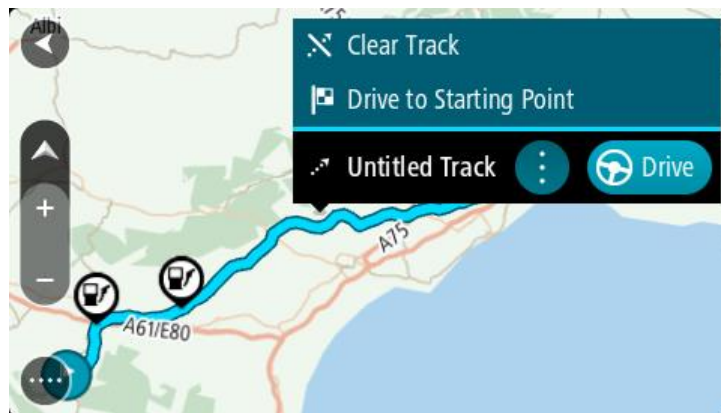 Albi
Clear Track
Drive to Starting Point
Untitled Track
Drive
A75
A61/E80